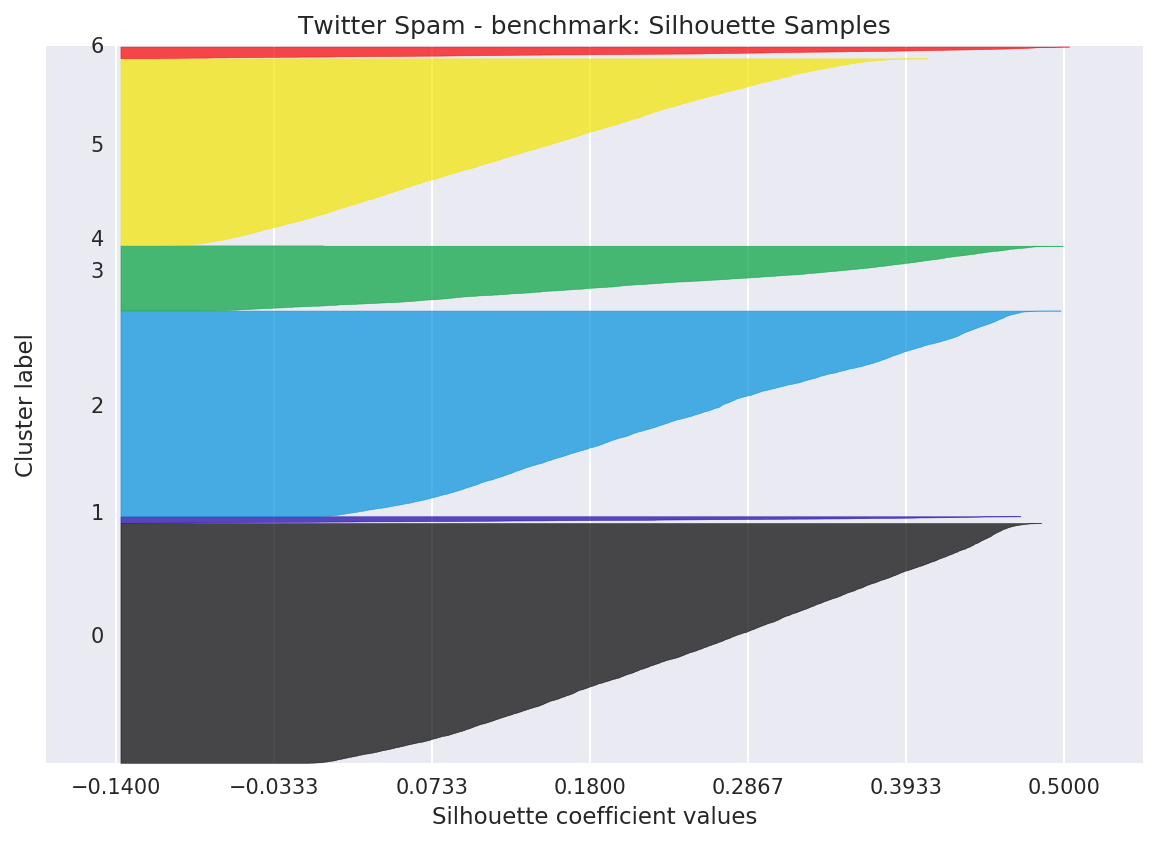 Twitter Spam - benchmark: Silhouette Samples
6
5
4
3
2
1
0
Cluster label
−0.1400 −0.0333 0.0733 0.1800 0.2867 0.3933 0.5000
Silhouette coefficient values